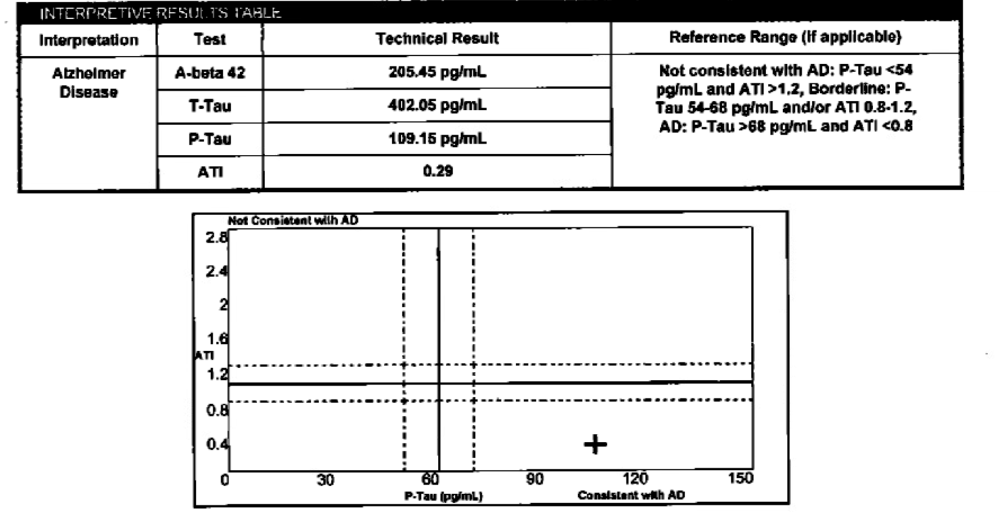 INTERPRETIVE RESULTS TABLE
Interpretation Test Technical Result Reference Range (if applicable)
Alzheimer
Disease
A-beta 42 205.45 pg/mL
T-Tau 402.05 pg/mL
P-Tau 109.15 pg/mL
ATI 0.29
Not consistent with AD: P-Tau <54
pg/mL and ATI >1.2, Borderline: P-
Tau 54-68 pg/mL and/or ATI 0.8-1.2,
AD: P-Tau >68 pg/mL and ATI <0.8
Not Consistent with AD
2.8
2.4
2
1.6
ATI
1.2
0.8
0.4
0 30 60 90 120 150
P-Tau (pg/mL) Consistent with AD